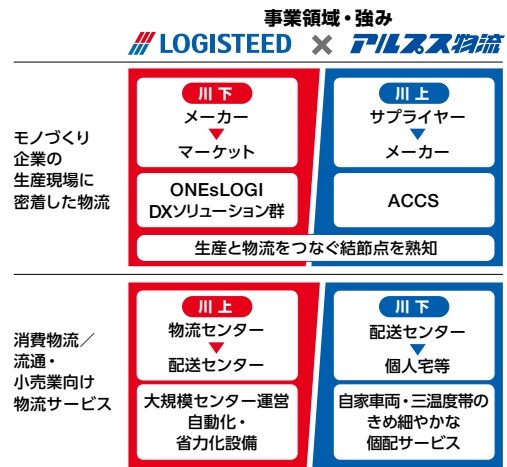 事業領域・強み
LOGISTEED × アルプス物流
モノづくり
企業の
生産現場に
密着した物流
川下
メーカー
▼
マーケット
ONEsLOGI
DXソリューション群
川上
サプライヤー
▼
メーカー
ACCS
生産と物流をつなぐ結節点を熟知
消費物流／
流通・
小売業向け
物流サービス
川上
物流センター
▼
配送センター
大規模センター運営
自動化・
省力化設備
川下
配送センター
▼
個人宅等
自家車両・三温度帯の
きめ細やかな
個配サービス